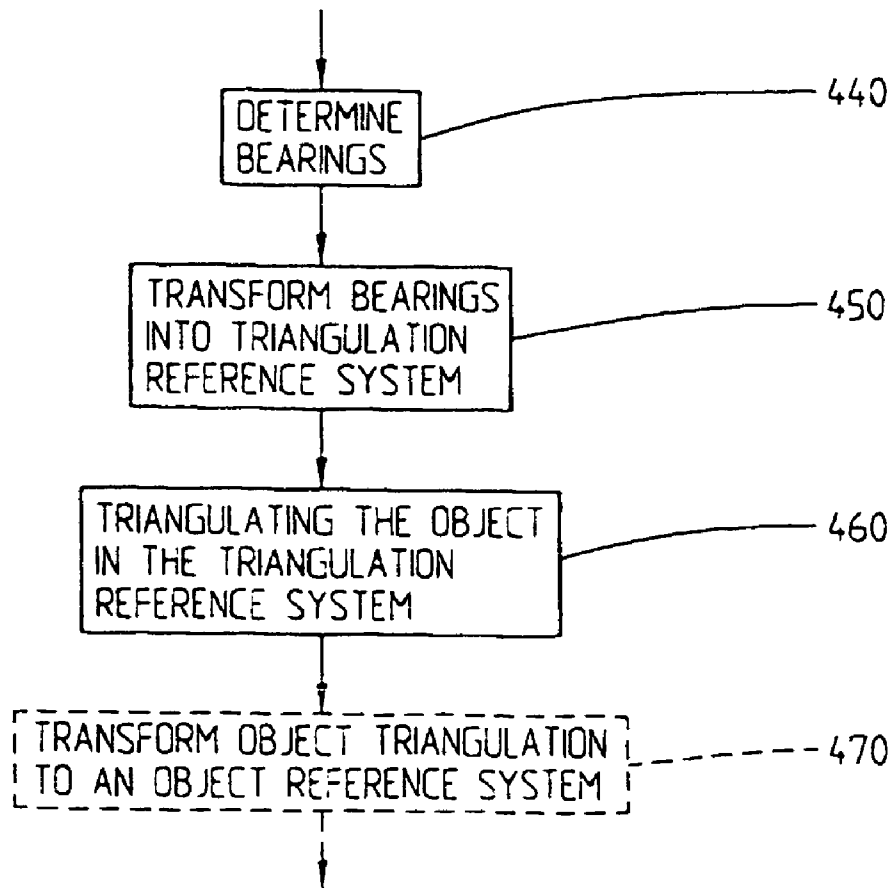 DETERMINE
BEARINGS
440
TRANSFORM BEARINGS
INTO TRIANGULATION
REFERENCE SYSTEM
450
TRIANGULATING THE OBJECT
IN THE TRIANGULATION
REFERENCE SYSTEM
460
TRANSFORM OBJECT TRIANGULATION
TO AN OBJECT REFERENCE SYSTEM
470